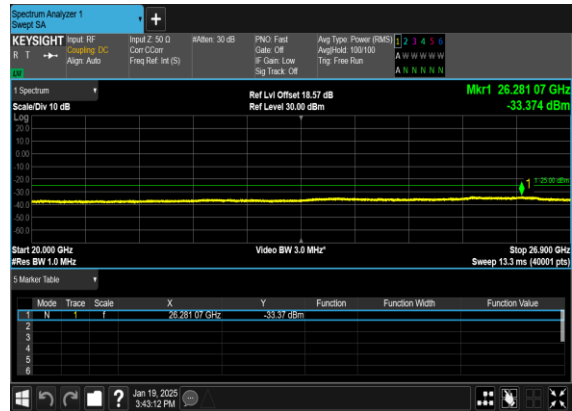 Spectrum Analyzer 1
Swept SA
+
KEYSIGHT Input: RF Input Z: 50 Ω #Atten: 30 dB PNO: Fast Avg Type: Power (RMS) 1 2 3 4 5 6
R T Coupling: DC Corr CCorr Gate: Off Avg|Hold: 100/100 A W W W W W
Align: Auto Freq Ref: Int (S) IF Gain: Low Trig: Free Run
Sig Track: Off A N N N N N
1 Spectrum Ref Lvl Offset 18.57 dB Mkr1 26.281 07 GHz
Scale/Div 10 dB Ref Level 30.00 dBm -33.374 dBm
Log
20.0
10.0
0.00
-10.0
-20.0
1 -25.00 dBm
-30.0
-40.0
-50.0
-60.0
Start 20.000 GHz Video BW 3.0 MHz* Stop 26.900 GHz
#Res BW 1.0 MHz Sweep 13.3 ms (40001 pts)
5 Marker Table
Mode Trace Scale X Y Function Function Width Function Value
1 N 1 f 26.281 07 GHz -33.37 dBm
2
3
4
5
6
? Jan 19, 2025
3:43:12 PM